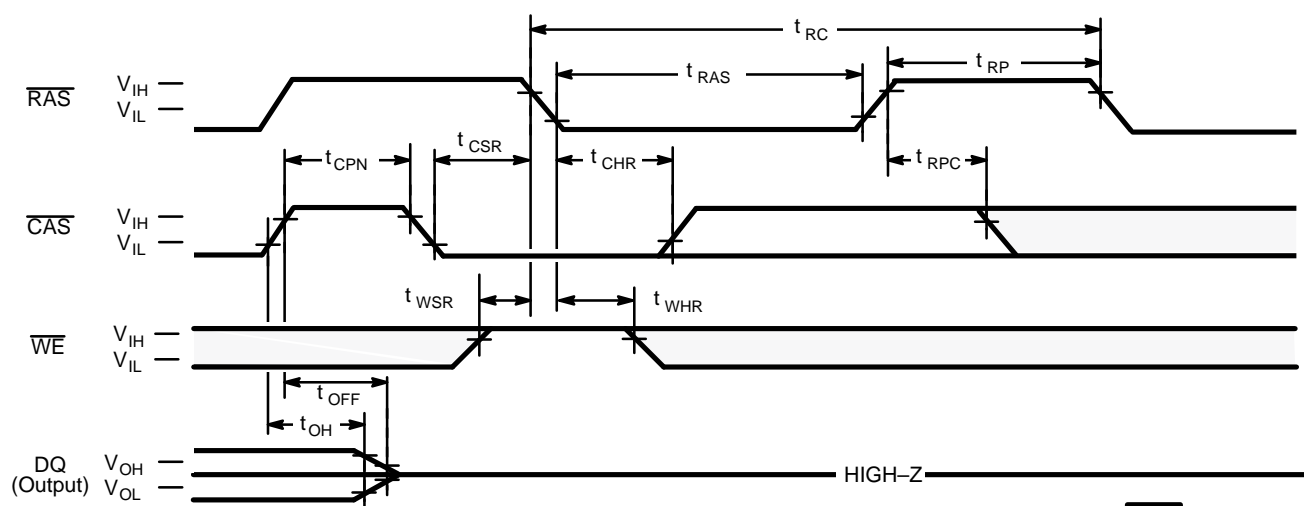 t RC
RAS
V IH —
V IL —
t RAS
t RP
t CPN
t CSR
t CHR
t RPC
CAS
V IH —
V IL —
t WSR
t WHR
WE
V IH —
V IL —
t OFF
t OH
DQ
(Output)
V OH —
V OL —
HIGH–Z